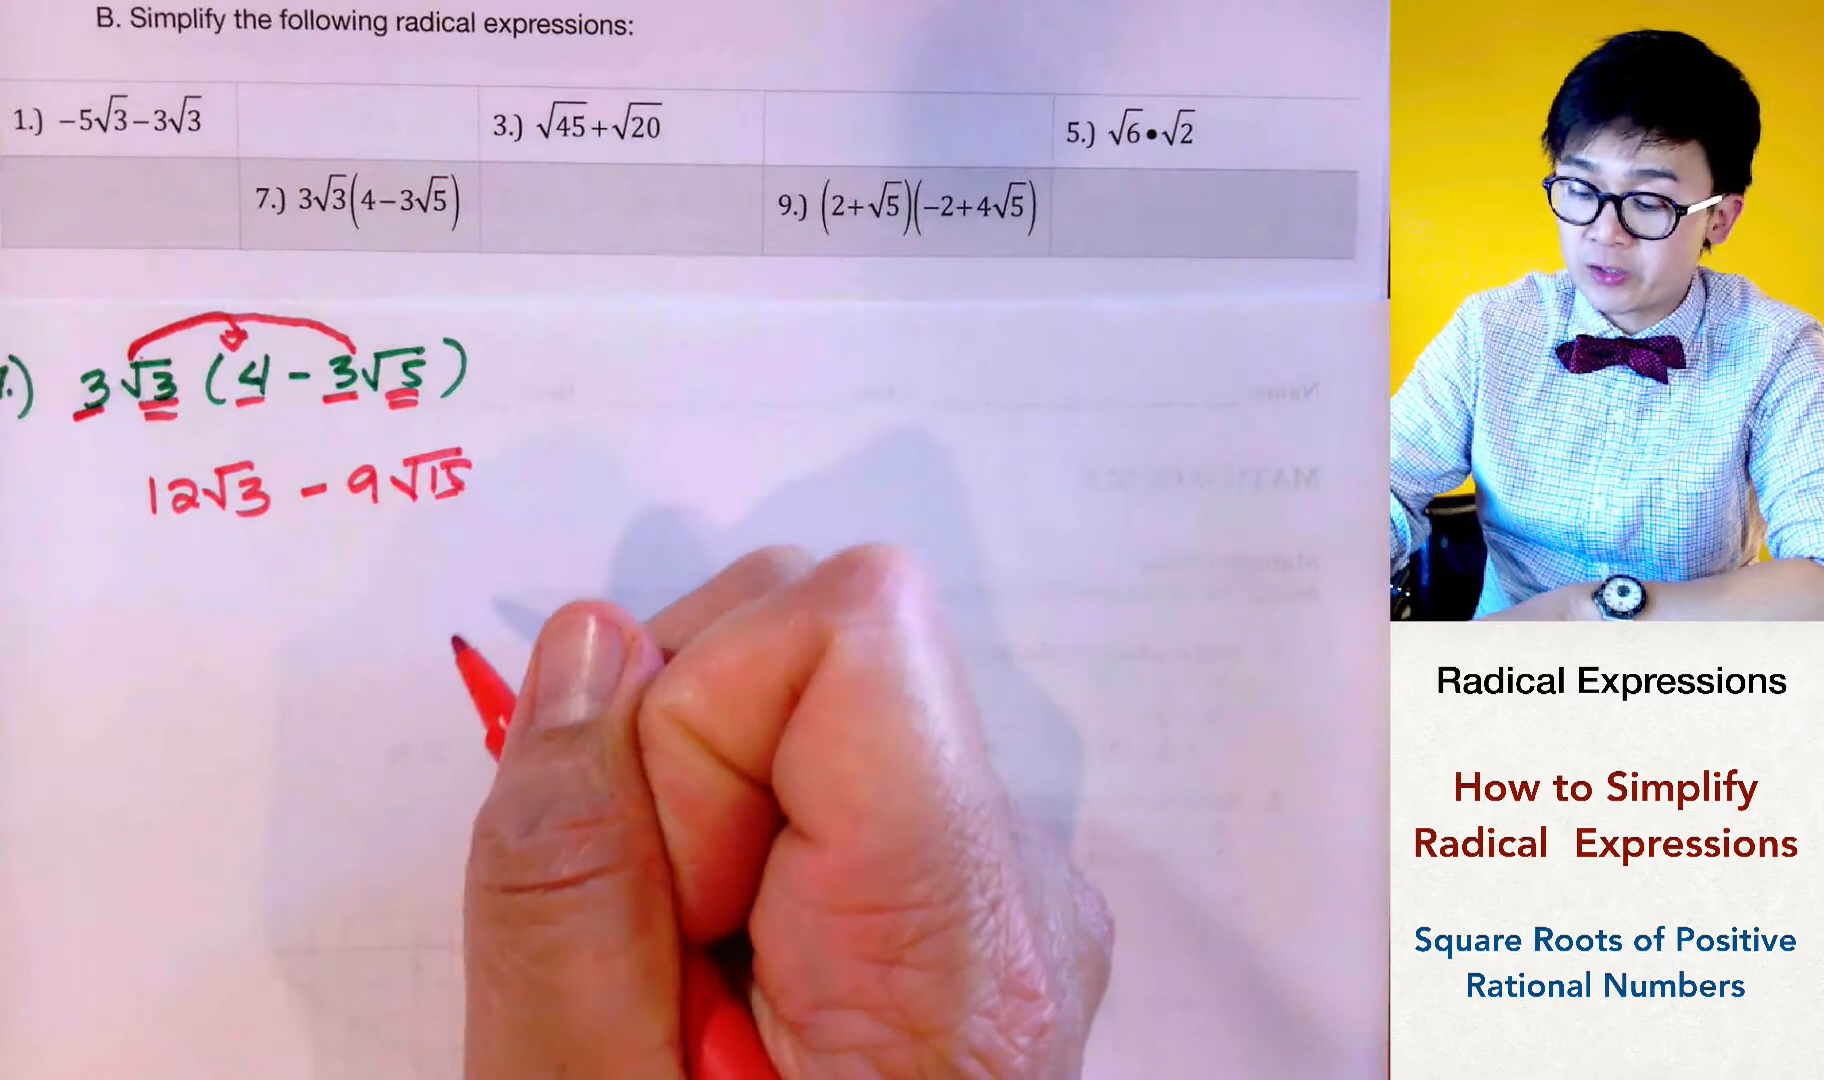 B. Simplify the following radical expressions:
1.) −5√3−3√3
3.) √45+√20
5.) √6•√2
7.) 3√3(4−3√5)
9.) (2+√5)(−2+4√5)
.) 3√3 (4 - 3√5)
12√3 - 9√15
Radical Expressions
How to Simplify
Radical Expressions
Square Roots of Positive
Rational Numbers